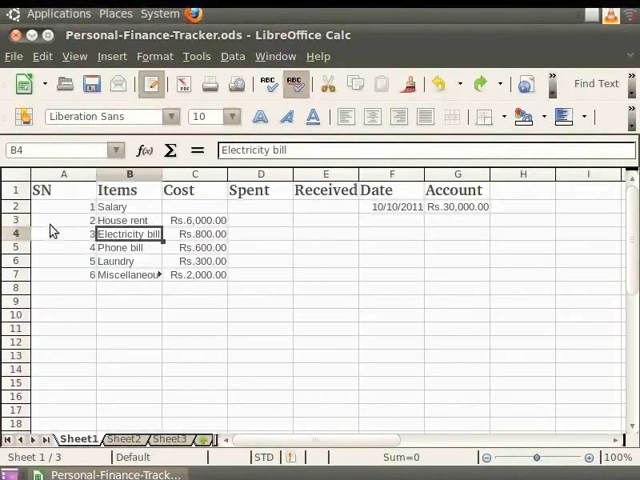 Applications Places System
Personal-Finance-Tracker.ods - LibreOffice Calc
File Edit View Insert Format Tools Data Window Help
ABC ABC Find Text
Liberation Sans 10 A A A
B4 f(x) Σ = Electricity bill
A B C D E F G H I
1 SN Items Cost Spent Received Date Account
2 1 Salary 10/10/2011 Rs.30,000.00
3 2 House rent Rs.6,000.00
4 3 Electricity bill Rs.800.00
5 4 Phone bill Rs.600.00
6 5 Laundry Rs.300.00
7 6 Miscellaneou Rs.2,000.00
8
9
10
11
12
13
14
15
16
17
18
Sheet1 Sheet2 Sheet3
Sheet 1 / 3 Default STD Sum=0 100%
Personal-Finance-Track...